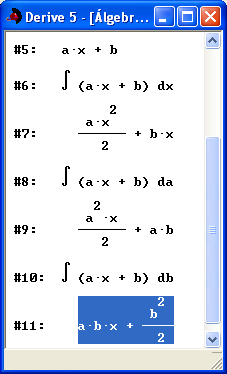 Derive 5 - [Álgebr...
#5: a·x + b
#6: ∫ (a·x + b) dx
#7: a·x²/2 + b·x
#8: ∫ (a·x + b) da
#9: a²·x/2 + a·b
#10: ∫ (a·x + b) db
#11: a·b·x + b²/2